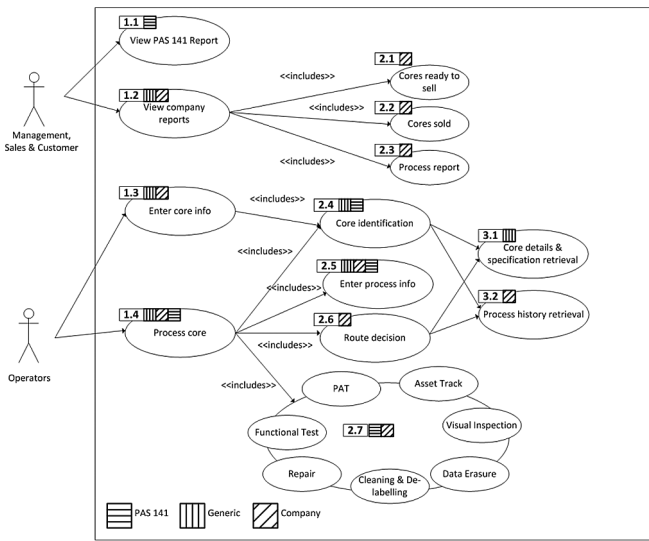 1.1
View PAS 141 Report
Management,
Sales & Customer
1.2
View company
reports
<<includes>>
<<includes>>
<<includes>>
2.1
Cores ready to
sell
2.2
Cores sold
2.3
Process report
1.3
Enter core info
<<includes>>
2.4
Core identification
3.1
Core details &
specification retrieval
<<includes>>
2.5
Enter process info
<<includes>>
3.2
Process history retrieval
Operators
1.4
Process core
2.6
Route decision
<<includes>>
<<includes>>
PAT
Asset Track
Functional Test
2.7
Visual Inspection
Repair
Cleaning & De-
labelling
Data Erasure
PAS 141
Generic
Company